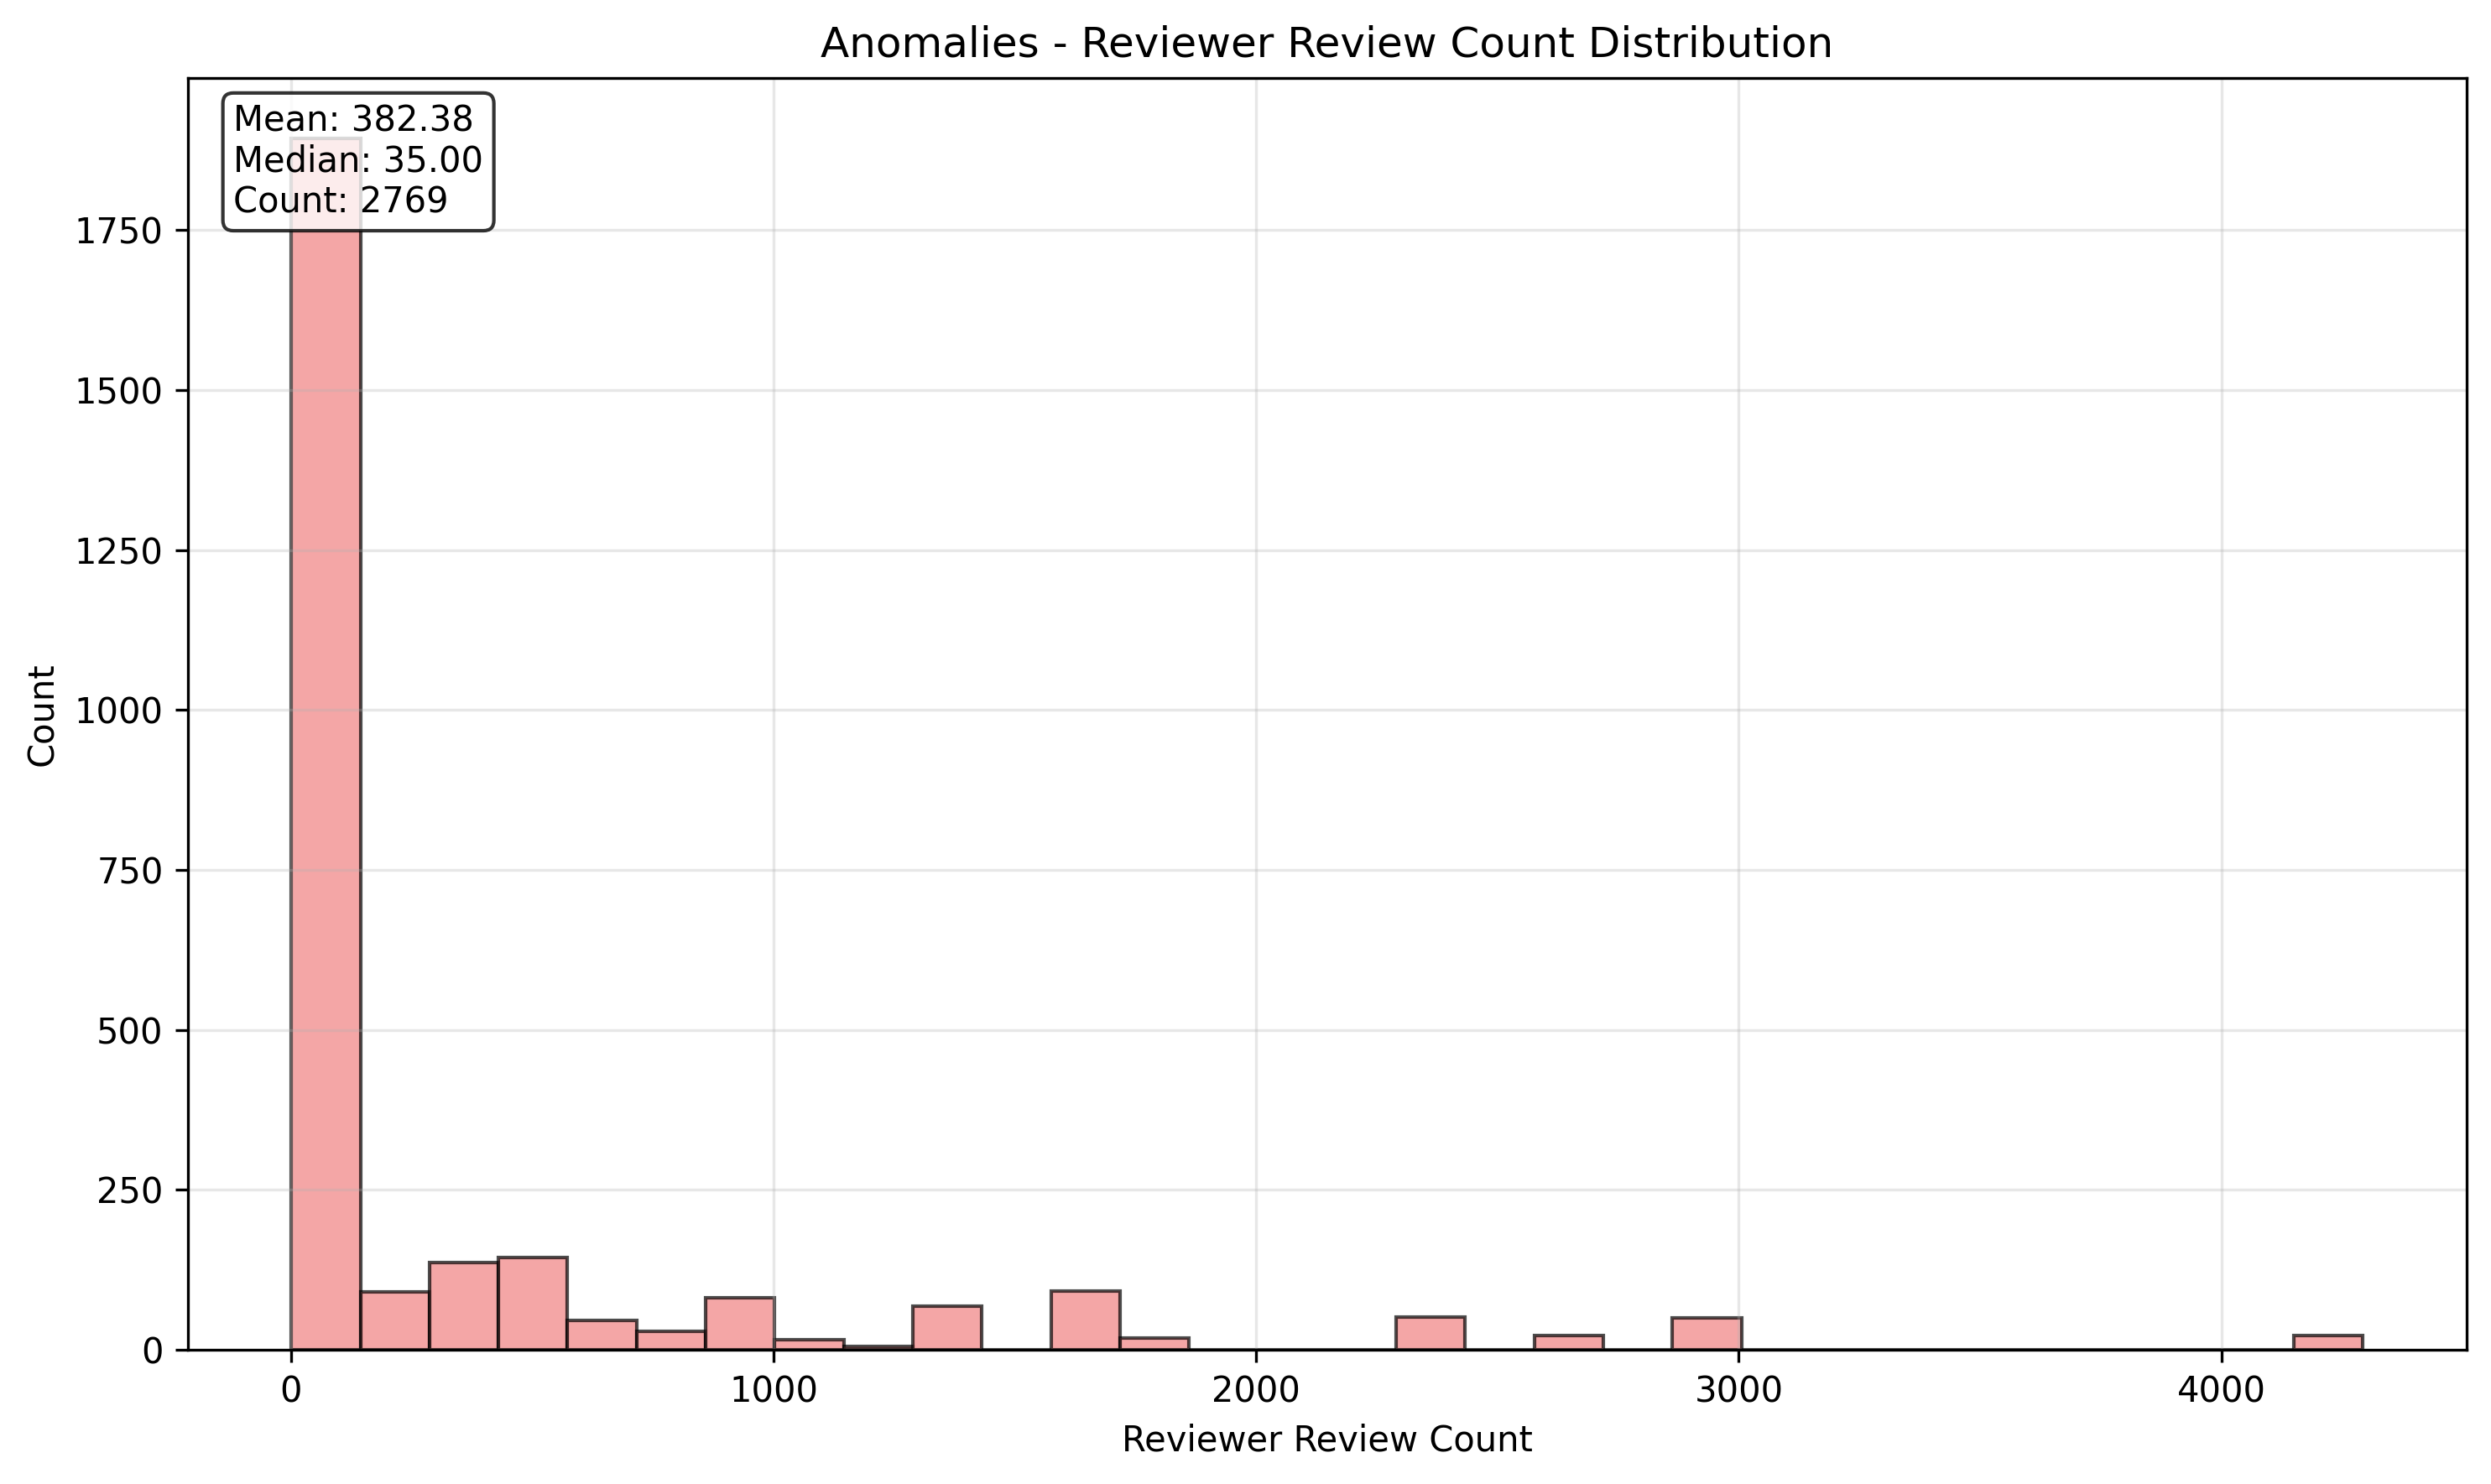 Anomalies - Reviewer Review Count Distribution
Mean: 382.38
Median: 35.00
Count: 2769
1750
1500
1250
1000
750
500
250
0
Count
0 1000 2000 3000 4000
Reviewer Review Count